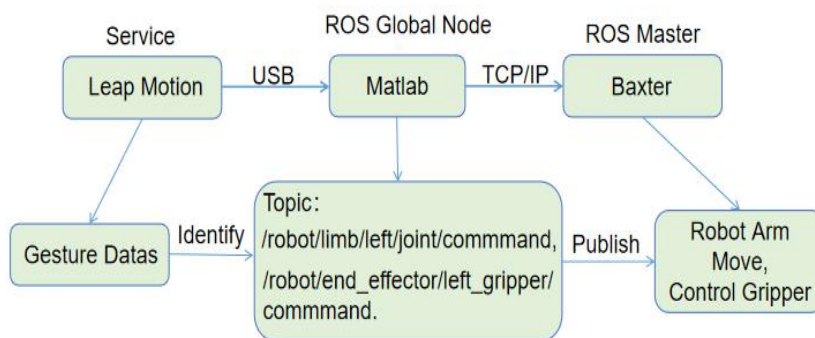 Service
ROS Global Node
ROS Master
Leap Motion
USB
Matlab
TCP/IP
Baxter
Gesture Datas
Identify
Topic:
/robot/limb/left/joint/commmand,
/robot/end_effector/left_gripper/
commmand.
Publish
Robot Arm
Move,
Control Gripper